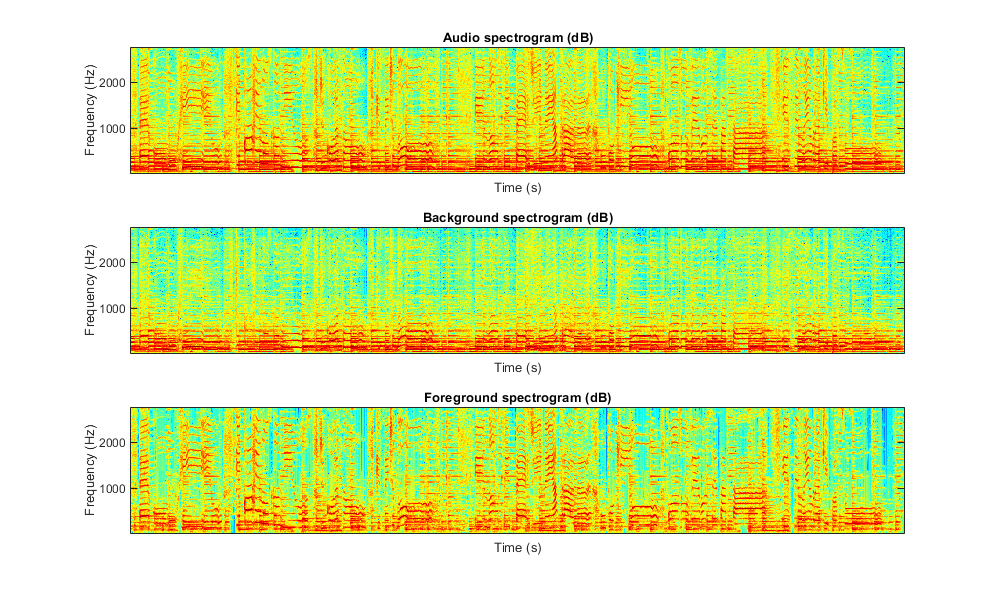 Audio spectrogram (dB)
Frequency (Hz)
2000
1000
Time (s)
Background spectrogram (dB)
Frequency (Hz)
2000
1000
Time (s)
Foreground spectrogram (dB)
Frequency (Hz)
2000
1000
Time (s)